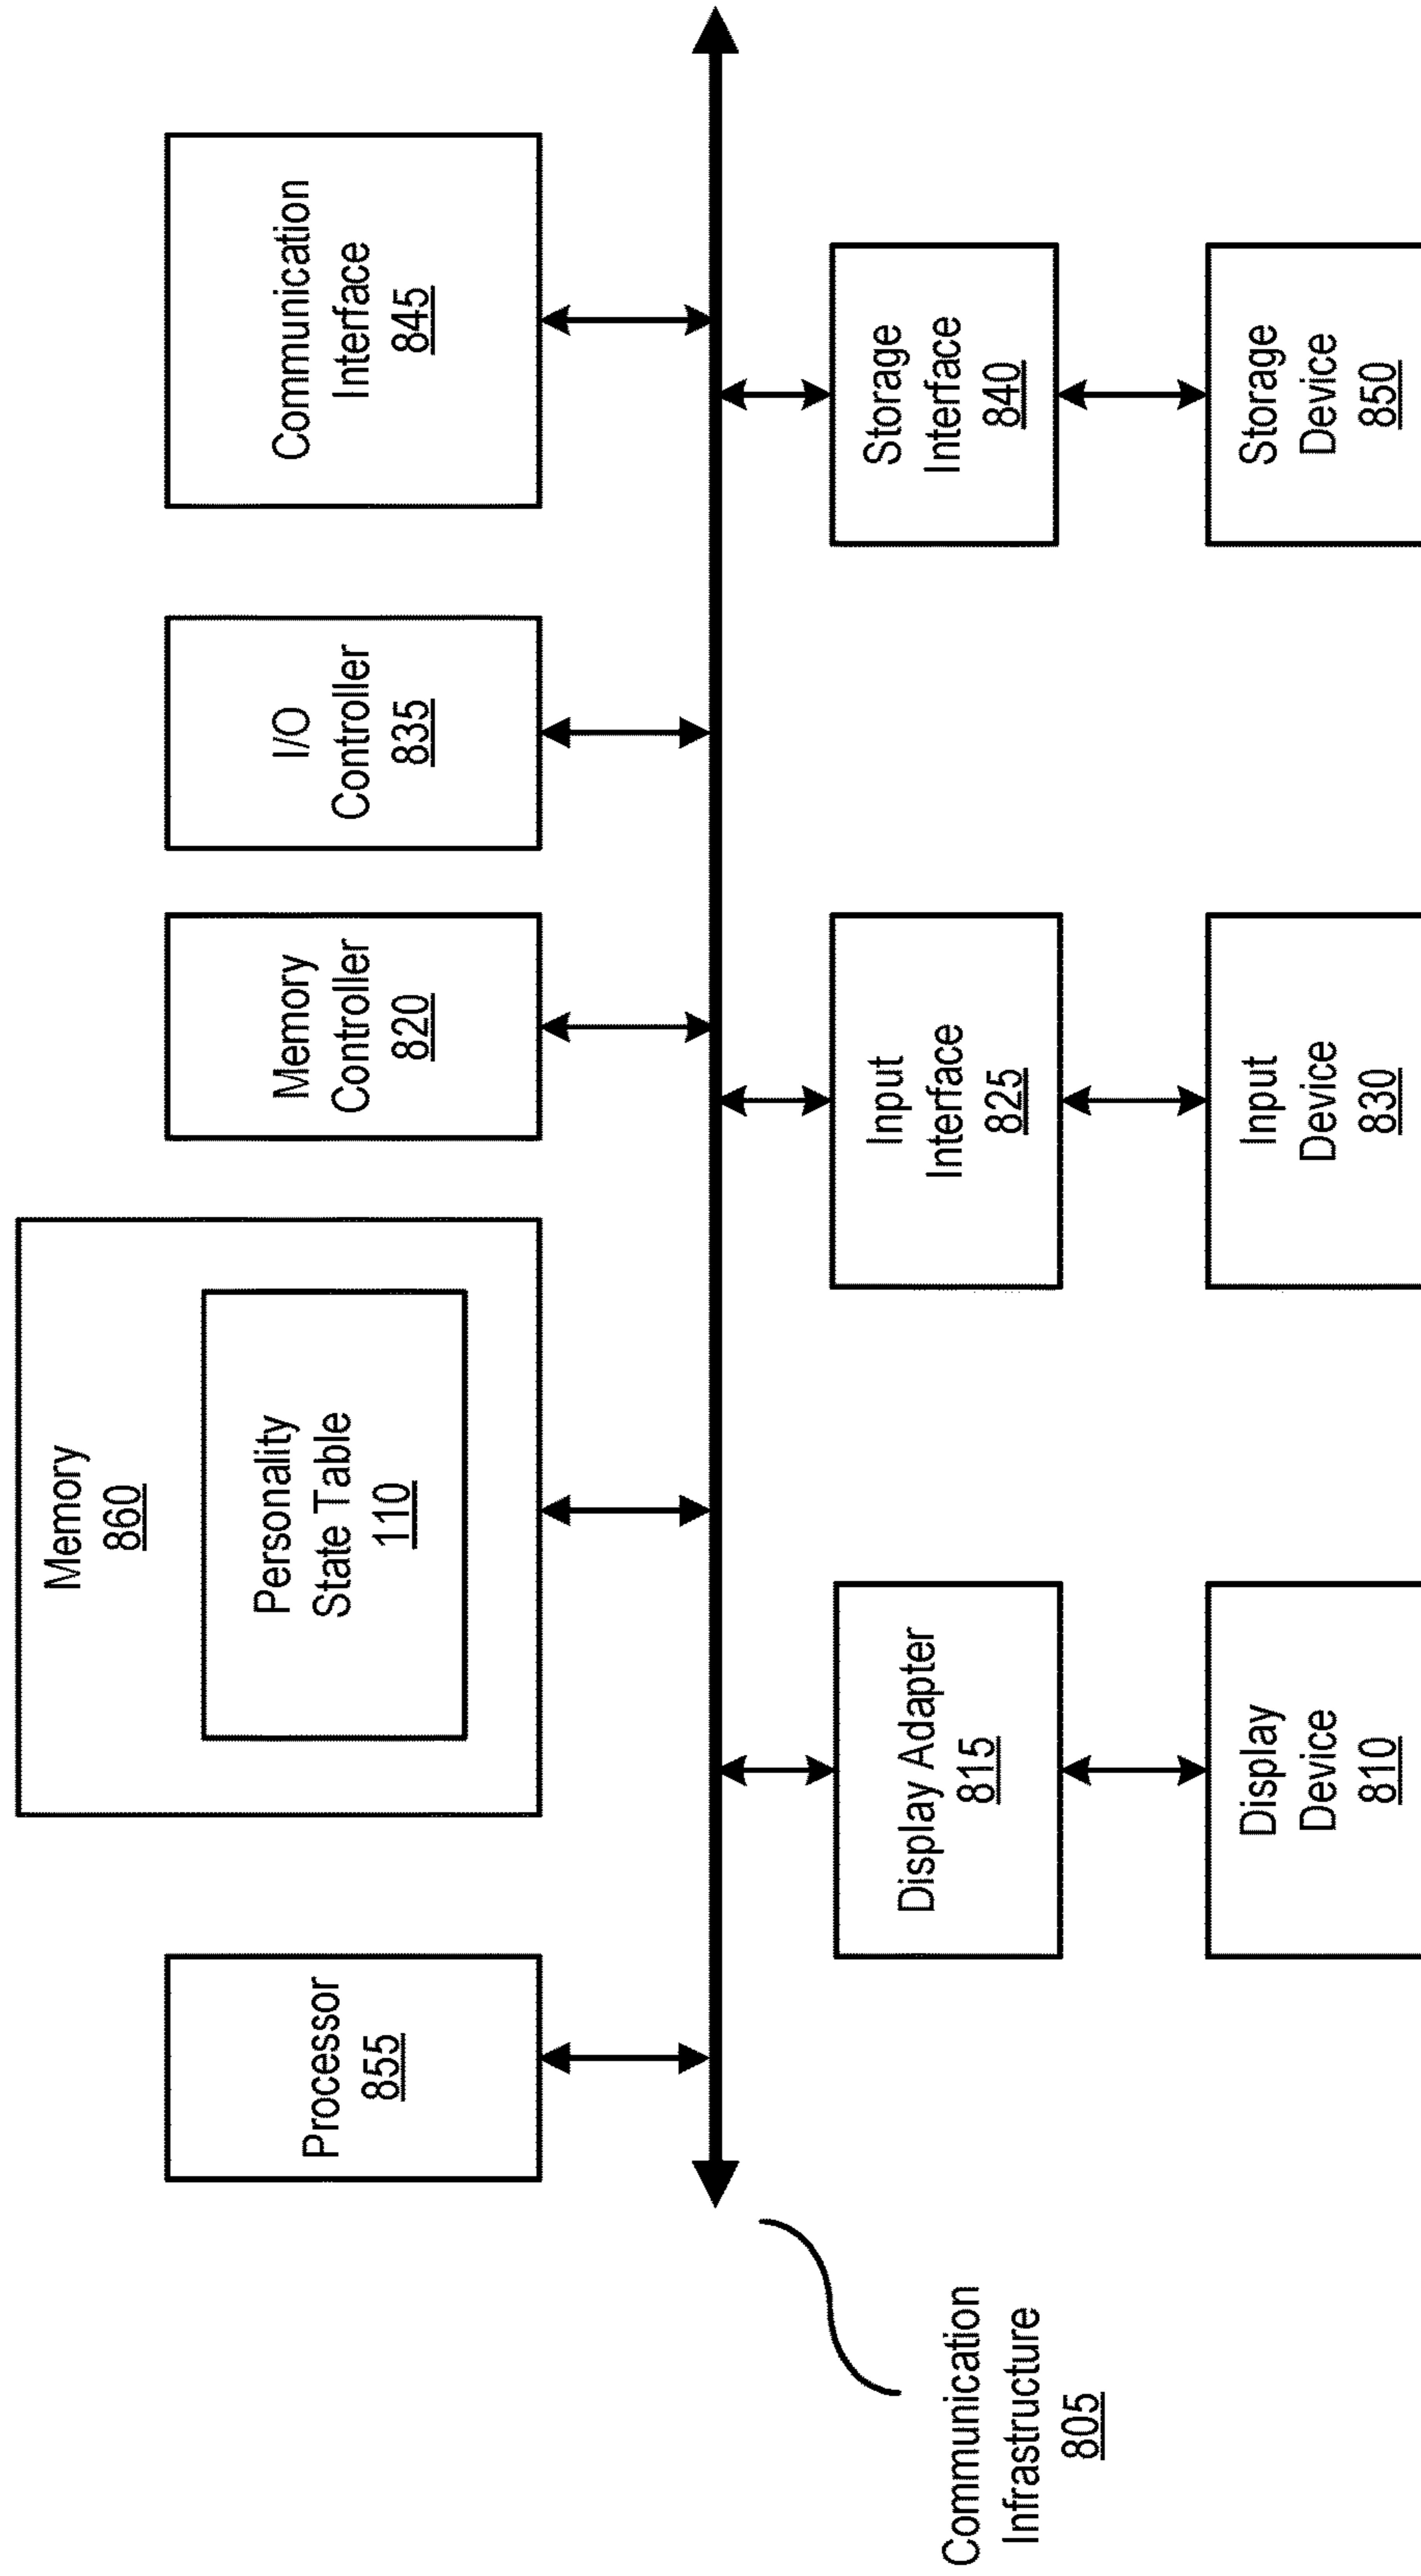 Processor
855
Memory
860
Personality
State Table
110
Memory
Controller
820
I/O
Controller
835
Communication
Interface
845
Communication
Infrastructure
805
Display Adapter
815
Input
Interface
825
Storage
Interface
840
Display
Device
810
Input
Device
830
Storage
Device
850